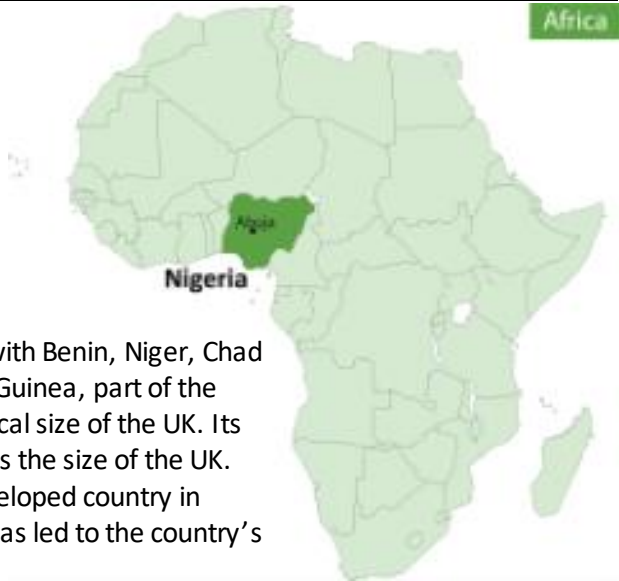 Africa
Abuja
Nigeria
with Benin, Niger, Chad
Guinea, part of the
cal size of the UK. Its
s the size of the UK.
eloped country in
as led to the country’s